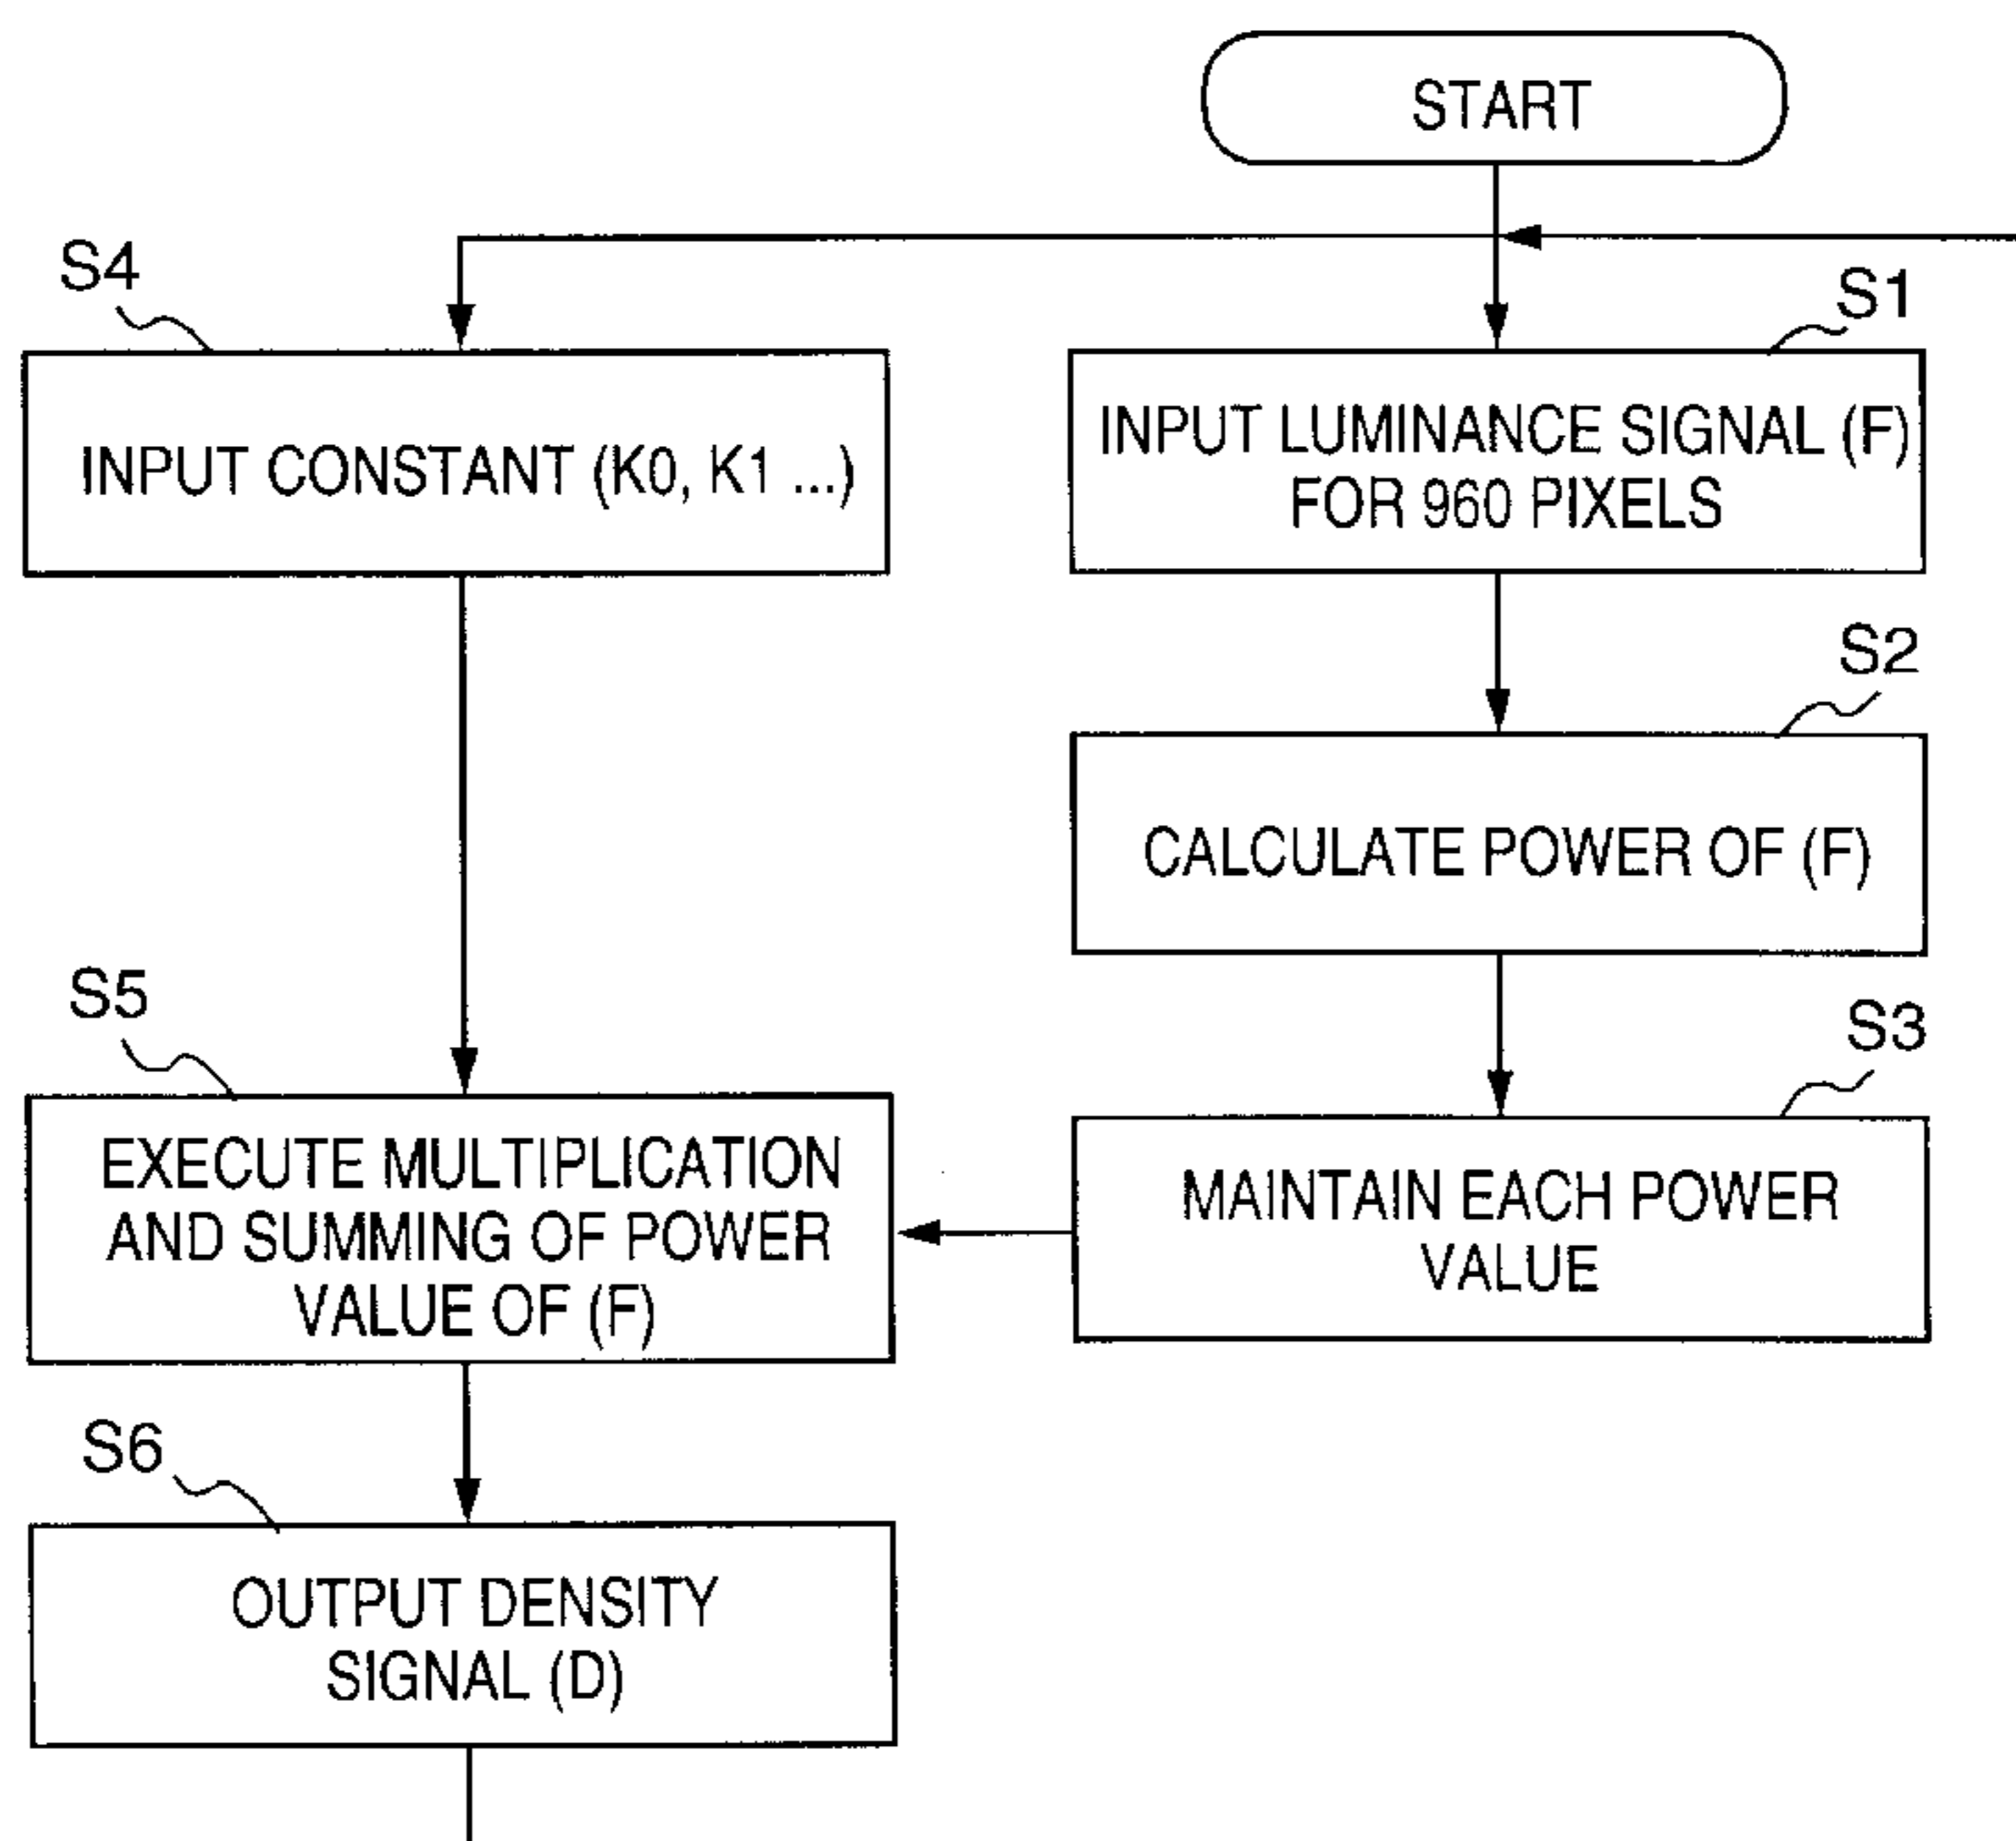 START
S4
INPUT CONSTANT (K0, K1 ...)
S1
INPUT LUMINANCE SIGNAL (F)
FOR 960 PIXELS
S2
CALCULATE POWER OF (F)
S3
MAINTAIN EACH POWER
VALUE
S5
EXECUTE MULTIPLICATION
AND SUMMING OF POWER
VALUE OF (F)
S6
OUTPUT DENSITY
SIGNAL (D)